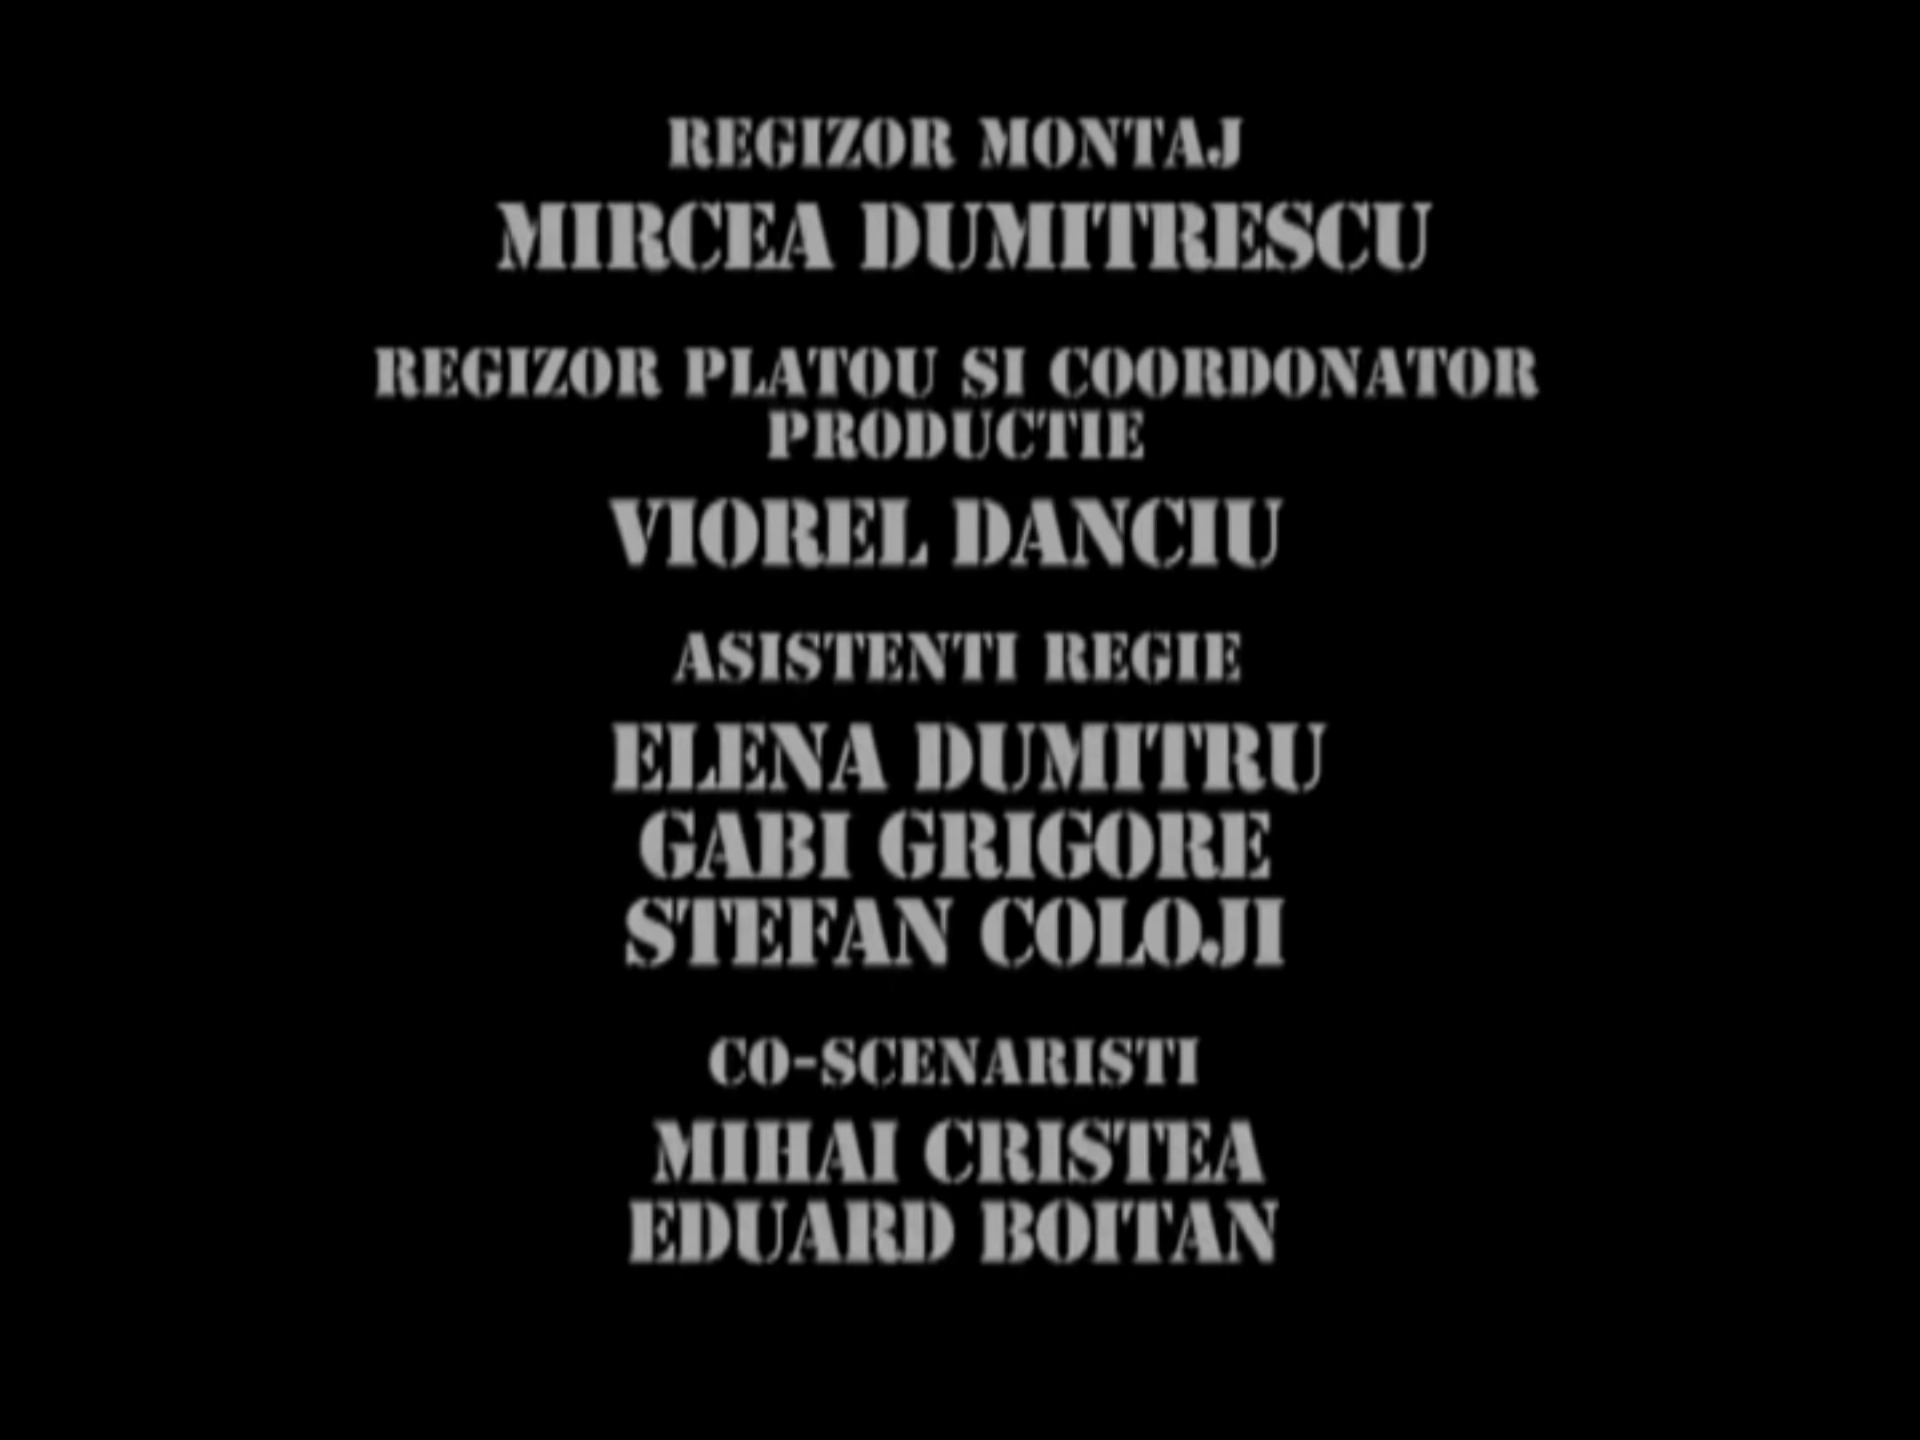 REGIZOR MONTAJ
MIRCEA DUMITRESCU
REGIZOR PLATOU SI COORDONATOR
PRODUCTIE
VIOREL DANCIU
ASISTENTI REGIE
ELENA DUMITRU
GABI GRIGORE
STEFAN COLOJI
CO-SCENARISTI
MIHAI CRISTEA
EDUARD BOITAN